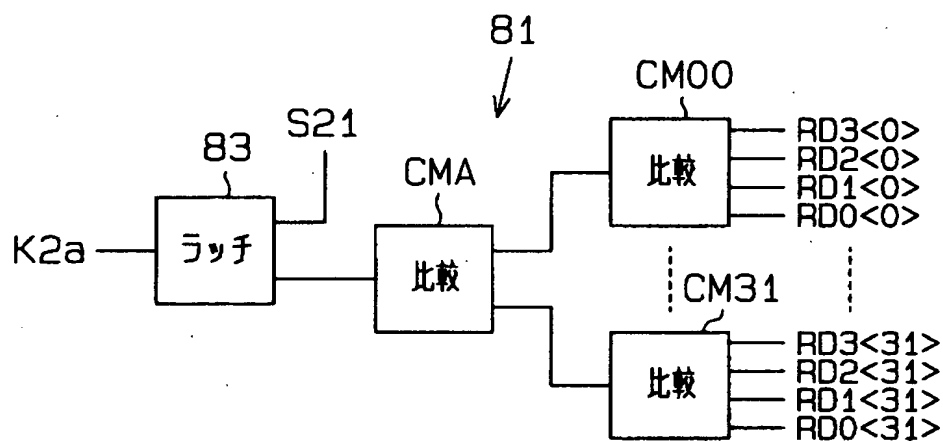 81
CM00
RD3<0>
RD2<0>
RD1<0>
RD0<0>
比較
S21
83
CMA
K2a
ラッチ
比較
CM31
RD3<31>
RD2<31>
RD1<31>
RD0<31>
比較